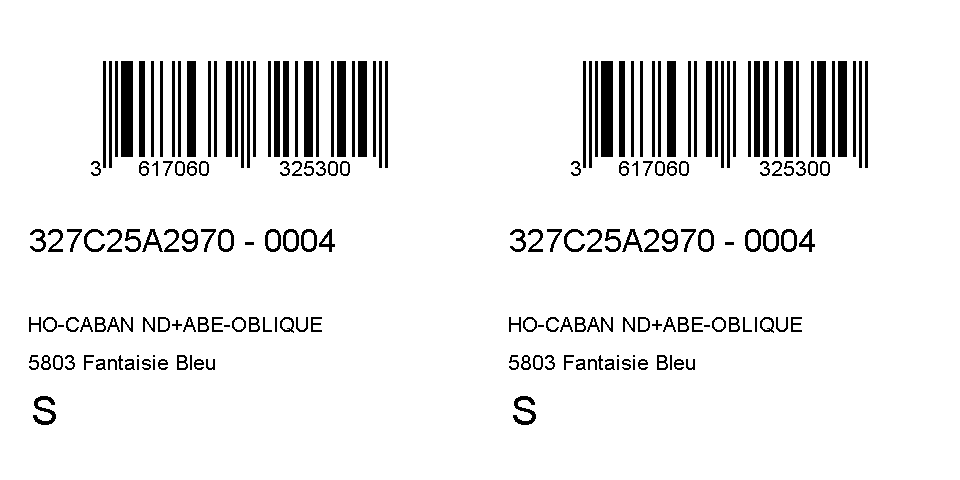 3 617060 325300
327C25A2970 - 0004
HO-CABAN ND+ABE-OBLIQUE
5803 Fantaisie Bleu
S
3 617060 325300
327C25A2970 - 0004
HO-CABAN ND+ABE-OBLIQUE
5803 Fantaisie Bleu
S